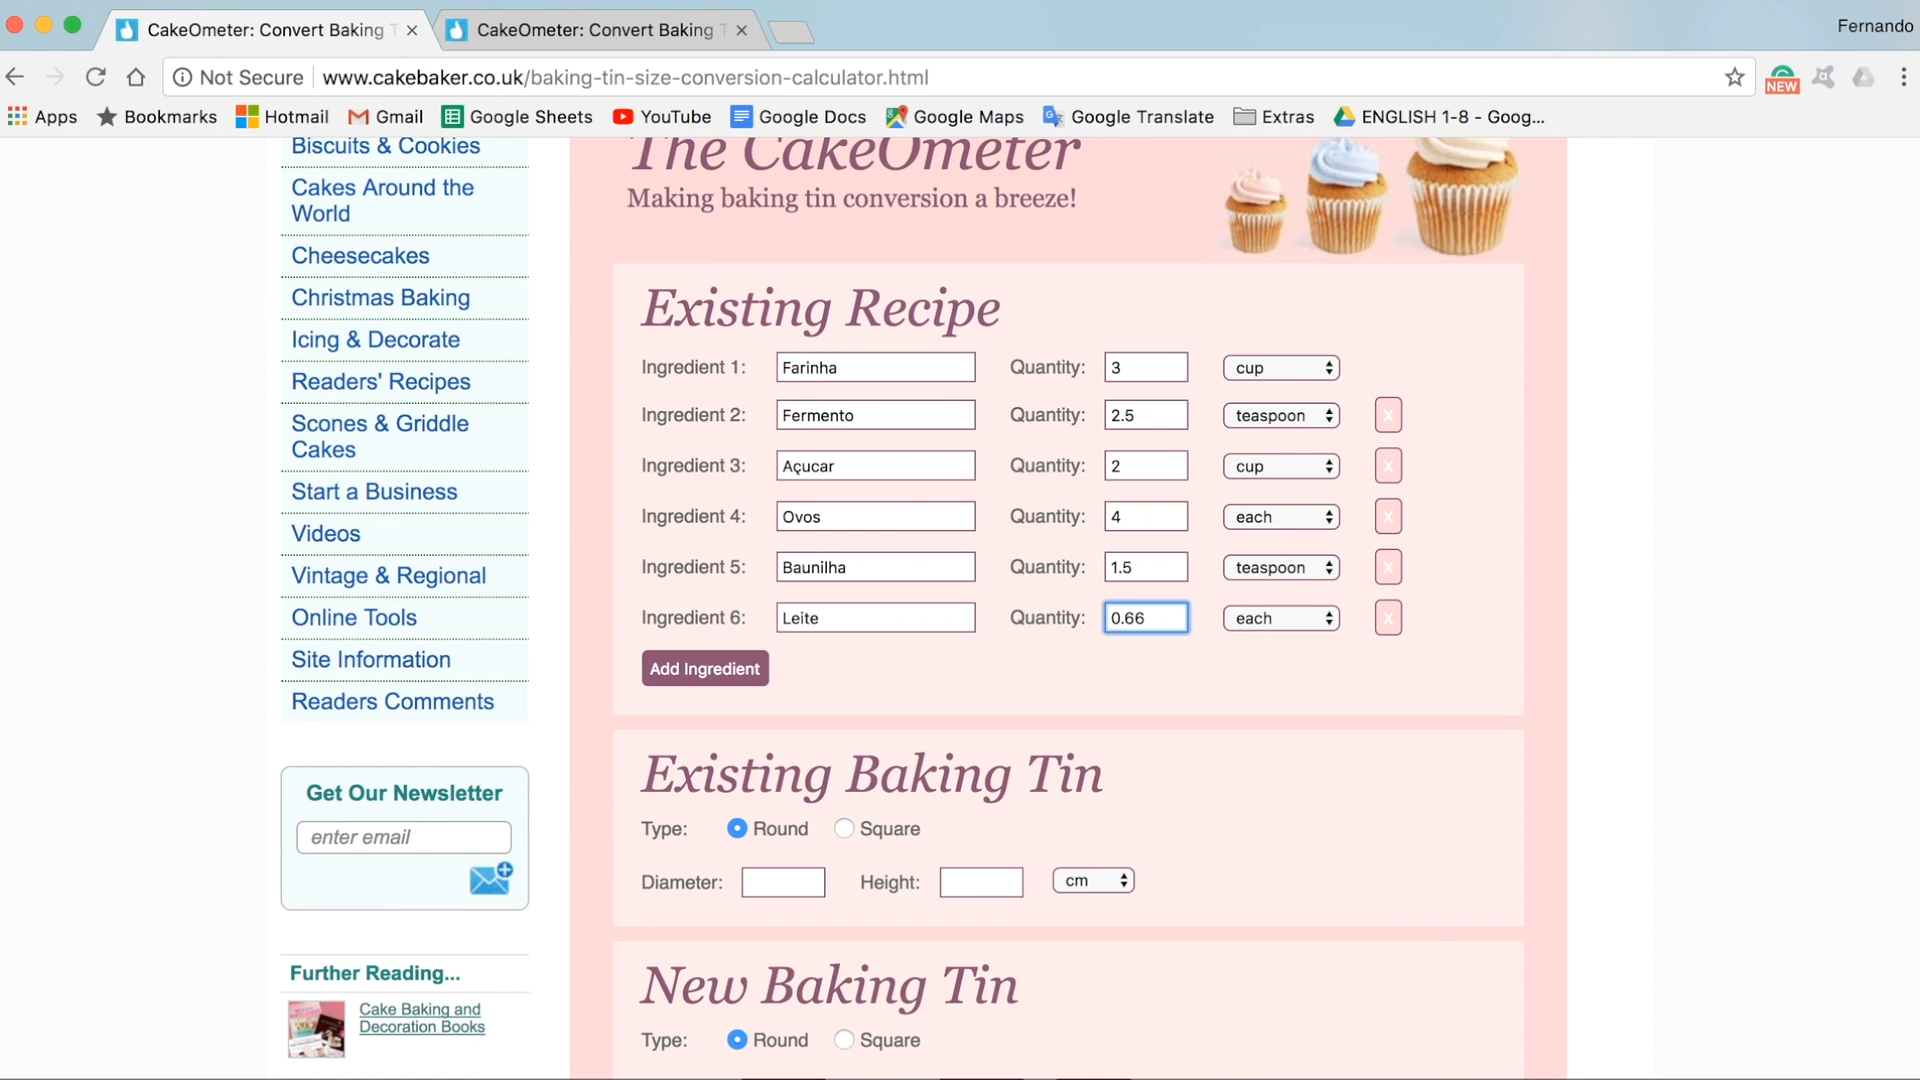 CakeOmeter: Convert Baking T
CakeOmeter: Convert Baking T
Fernando
Not Secure
www.cakebaker.co.uk/baking-tin-size-conversion-calculator.html
NEW
Apps
Bookmarks
Hotmail
Gmail
Google Sheets
YouTube
Google Docs
Google Maps
Google Translate
Extras
ENGLISH 1-8 - Goog...
Biscuits & Cookies
Cakes Around the
World
Cheesecakes
Christmas Baking
Icing & Decorate
Readers' Recipes
Scones & Griddle
Cakes
Start a Business
Videos
Vintage & Regional
Online Tools
Site Information
Readers Comments
Get Our Newsletter
enter email
Further Reading...
Cake Baking and
Decoration Books
The CakeOmeter
Making baking tin conversion a breeze!
Existing Recipe
Ingredient 1: Farinha Quantity: 3 cup
Ingredient 2: Fermento Quantity: 2.5 teaspoon X
Ingredient 3: Açucar Quantity: 2 cup X
Ingredient 4: Ovos Quantity: 4 each X
Ingredient 5: Baunilha Quantity: 1.5 teaspoon X
Ingredient 6: Leite Quantity: 0.66 each X
Add Ingredient
Existing Baking Tin
Type: Round Square
Diameter: Height: cm
New Baking Tin
Type: Round Square